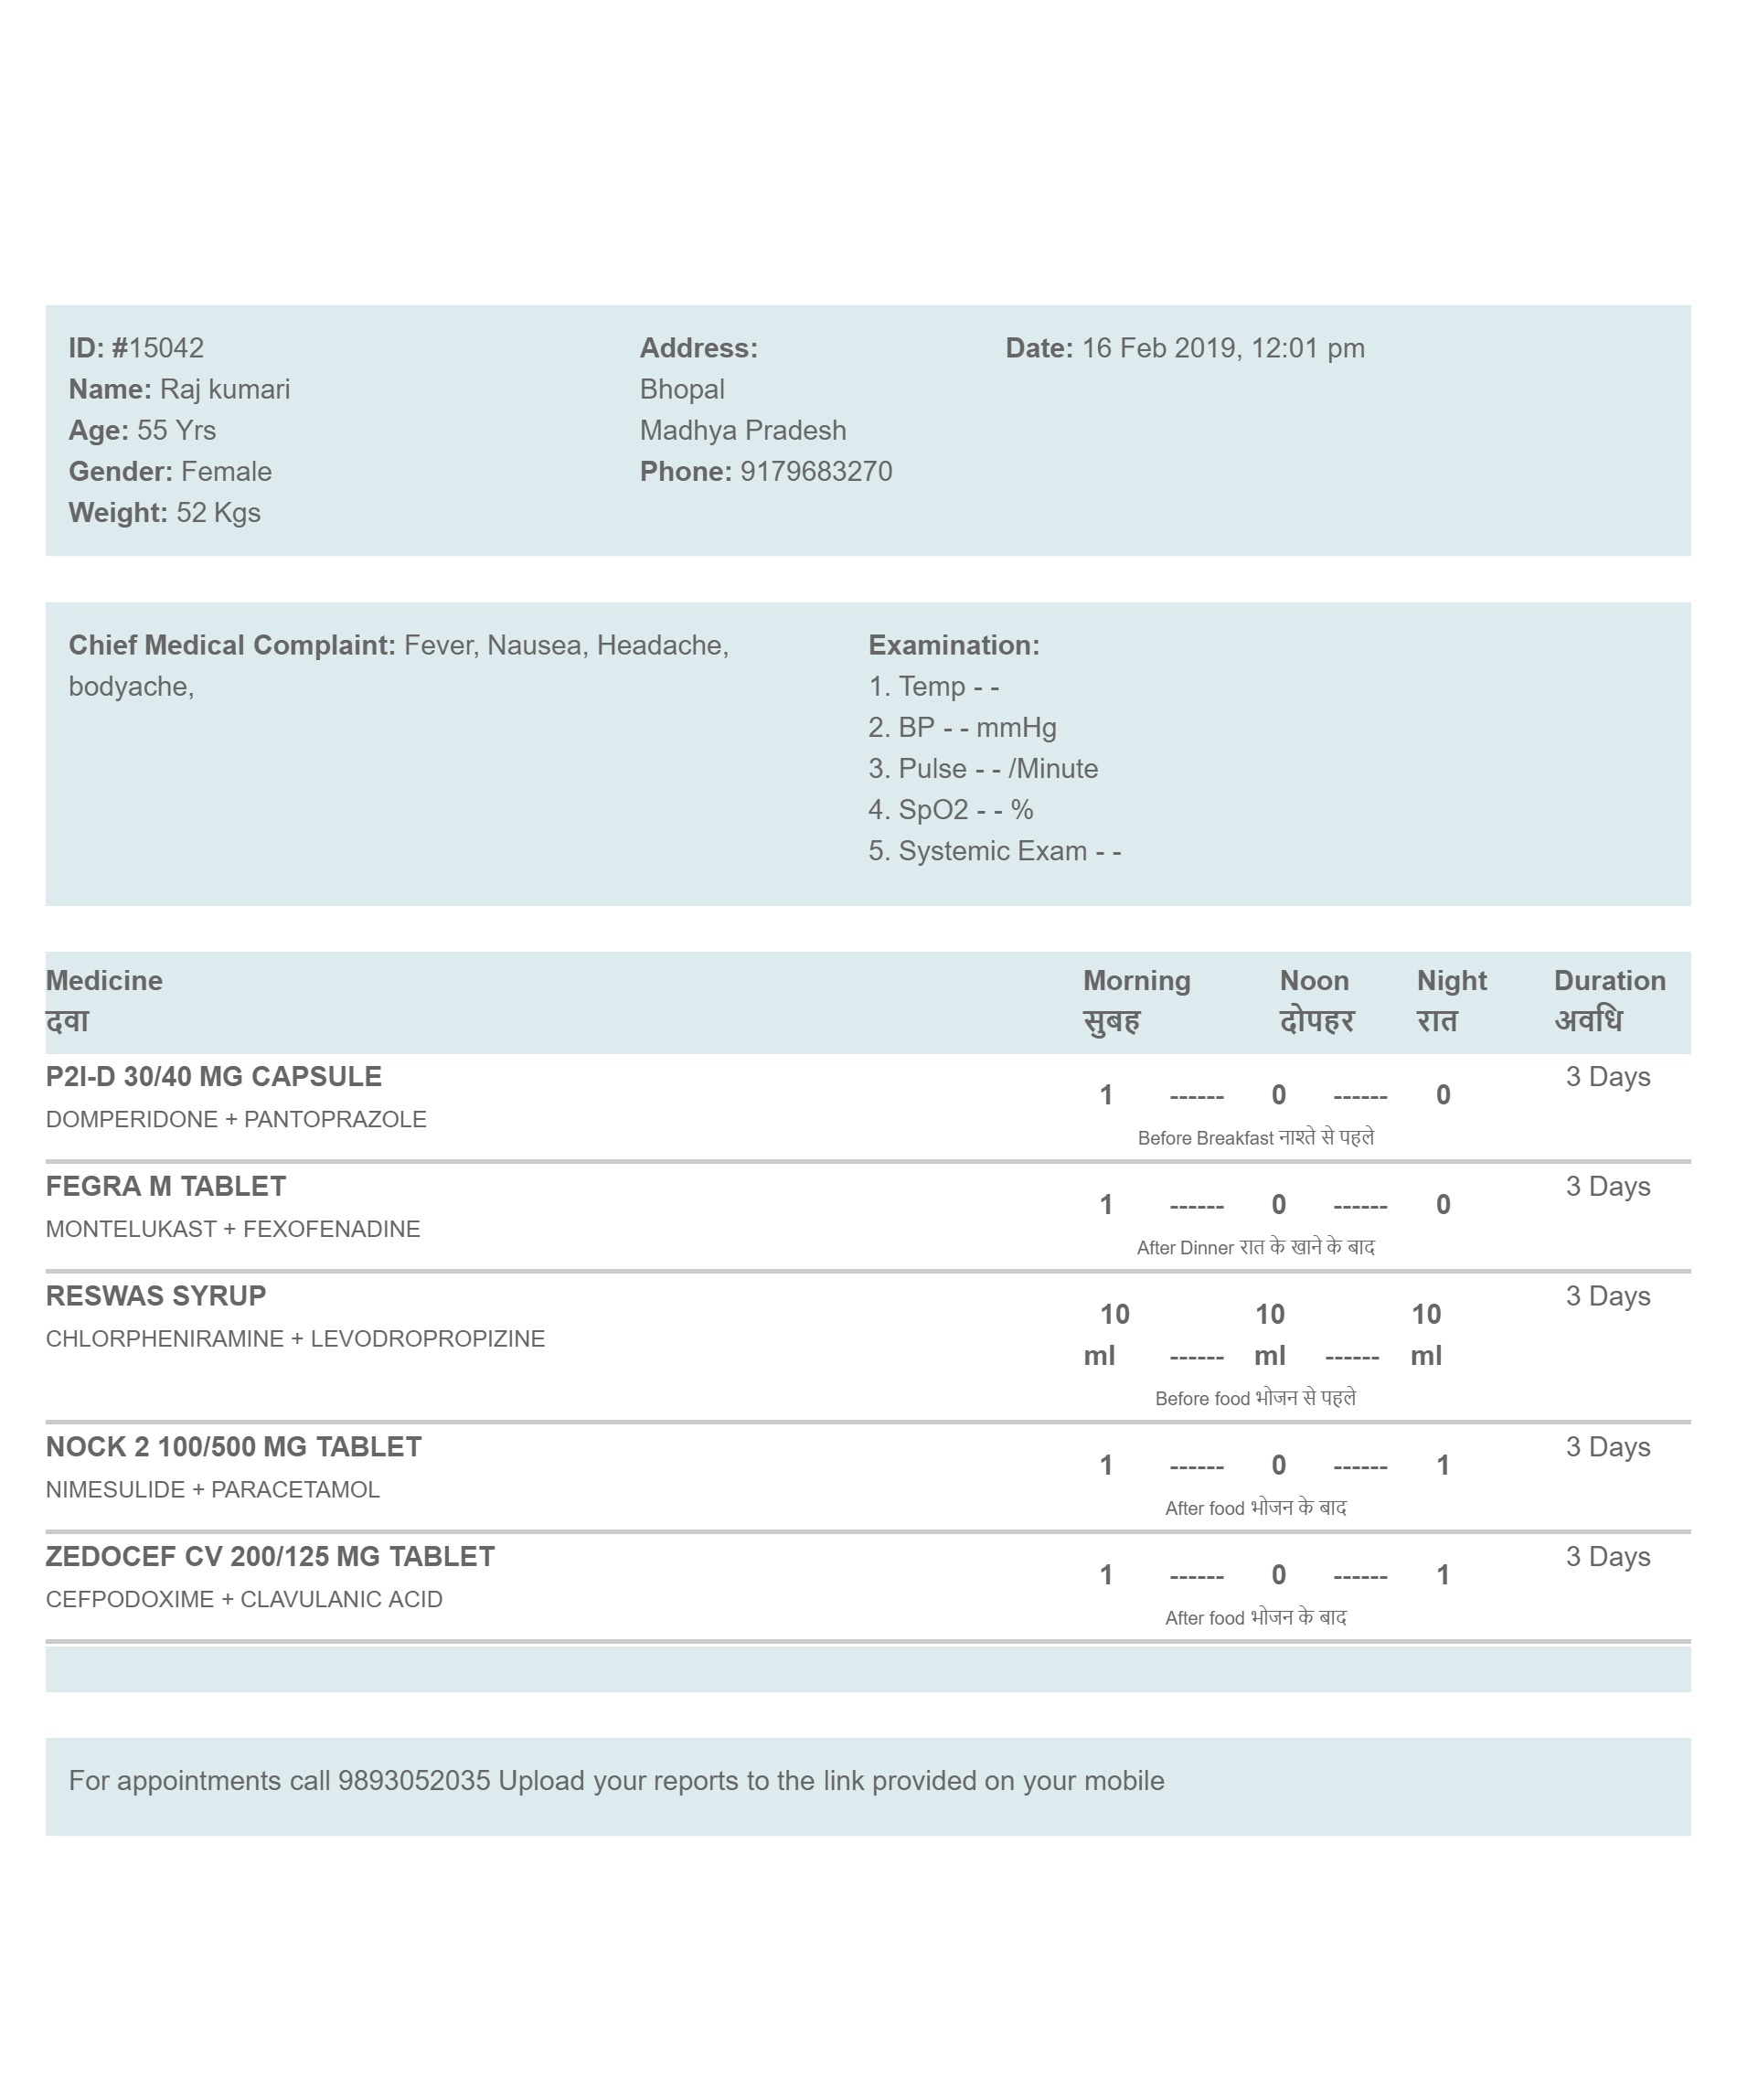 ID: #15042 Address: Date: 16 Feb 2019, 12:01 pm
Name: Raj kumari Bhopal
Age: 55 Yrs Madhya Pradesh
Gender: Female Phone: 9179683270
Weight: 52 Kgs
Chief Medical Complaint: Fever, Nausea, Headache,
bodyache,
Examination:
1. Temp - -
2. BP - - mmHg
3. Pulse - - /Minute
4. SpO2 - - %
5. Systemic Exam - -
Medicine Morning Noon Night Duration
दवा सुबह दोपहर रात अवधि
P2I-D 30/40 MG CAPSULE 1 ------ 0 ------ 0 3 Days
DOMPERIDONE + PANTOPRAZOLE
Before Breakfast नाश्ते से पहले
FEGRA M TABLET 1 ------ 0 ------ 0 3 Days
MONTELUKAST + FEXOFENADINE
After Dinner रात के खाने के बाद
RESWAS SYRUP 10 10 10 3 Days
CHLORPHENIRAMINE + LEVODROPROPIZINE ml ------ ml ------ ml
Before food भोजन से पहले
NOCK 2 100/500 MG TABLET 1 ------ 0 ------ 1 3 Days
NIMESULIDE + PARACETAMOL
After food भोजन के बाद
ZEDOCEF CV 200/125 MG TABLET 1 ------ 0 ------ 1 3 Days
CEFPODOXIME + CLAVULANIC ACID
After food भोजन के बाद
For appointments call 9893052035 Upload your reports to the link provided on your mobile